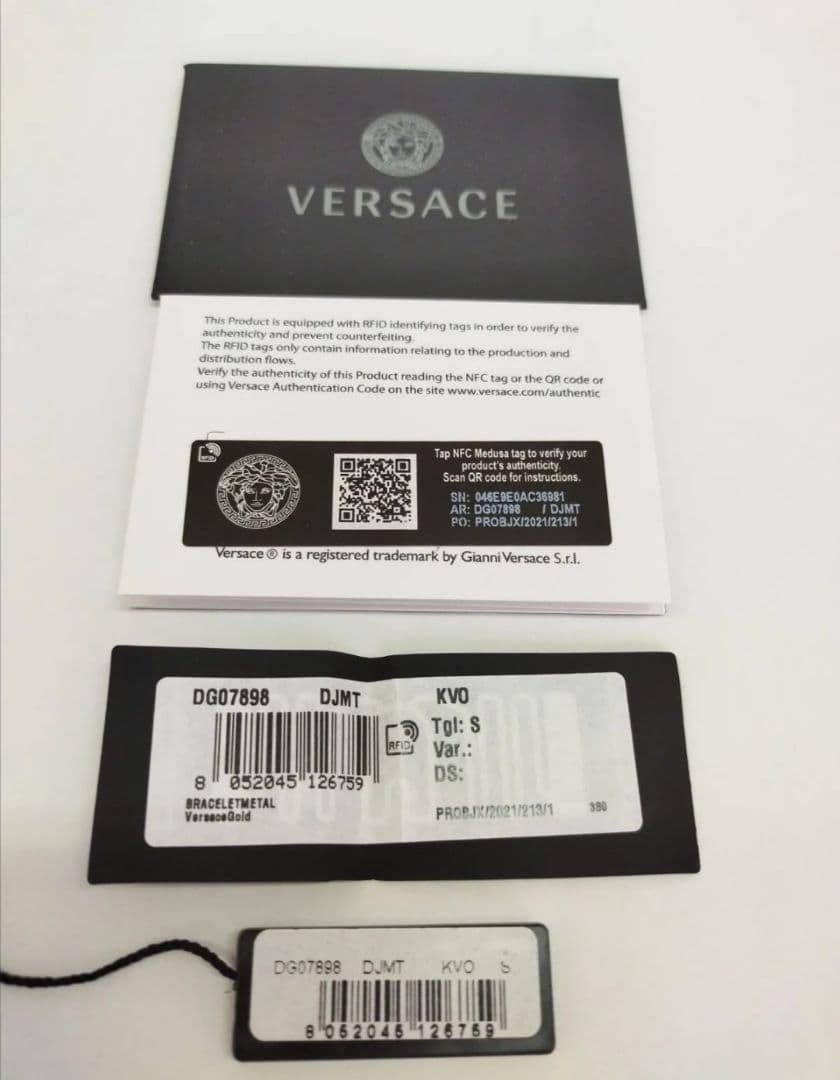 VERSACE
This Product is equipped with RFID identifying tags in order to verify the
authenticity and prevent counterfeiting.
The RFID tags only contain information relating to the production and
distribution flows.
Verify the authenticity of this Product reading the NFC tag or the QR code or
using Versace Authentication Code on the site www.versace.com/authentic
RFID
Tap NFC Medusa tag to verify your
product's authenticity.
Scan QR code for instructions.
SN: 046E9E0AC36981
AR: DG07898 / DJMT
PO: PROBJX/2021/213/1
Versace ® is a registered trademark by Gianni Versace S.r.l.
DG07898 DJMT KVO
RFID
Tgl: S
Var.:
DS:
8 052045 126759
BRACELETMETAL
VersaceGold
PROBJX/2021/213/1 380
DG07898 DJMT KVO S
8 052045 126759